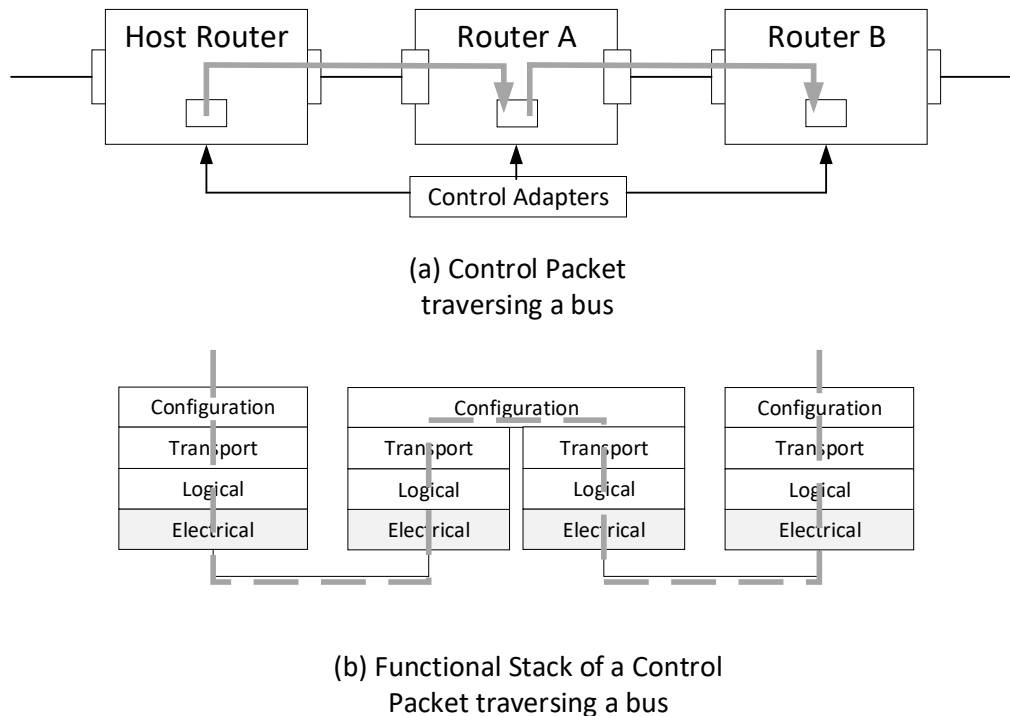 Host Router
Router A
Router B
Control Adapters
(a) Control Packet
traversing a bus
Configuration
Configuration
Configuration
Transport
Transport
Transport
Transport
Logical
Logical
Logical
Logical
Electrical
Electrical
Electrical
Electrical
(b) Functional Stack of a Control
Packet traversing a bus